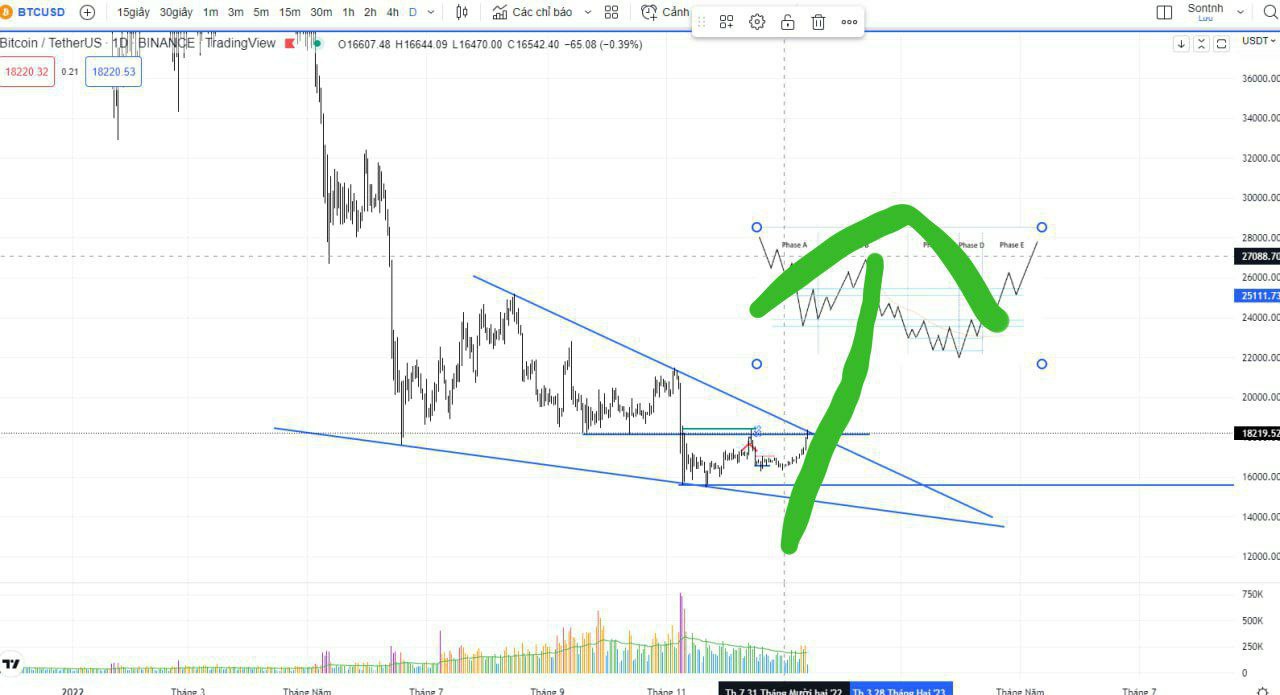 BTCUSD 15giây 30giây 1m 3m 5m 15m 30m 1h 2h 4h D Các chỉ báo Cảnh Sontnh
Lưu
Bitcoin / TetherUS · 1D · BINANCE TradingView O16607.48 H16644.09 L16470.00 C16542.40 −65.08 (−0.39%) USDT
18220.32 0.21 18220.53
36000.00
34000.00
32000.00
30000.00
28000.00
Phase A Phase D Phase E
27088.70
26000.00
25111.73
24000.00
22000.00
20000.00
18219.52
16000.00
14000.00
12000.00
750K
500K
250K
0
2022 Tháng 3 Tháng Năm Tháng 7 Tháng 9 Tháng 11 Th 7 31 Tháng Mười hai '22 Th 3 28 Tháng Hai '23 Tháng Năm Tháng 7